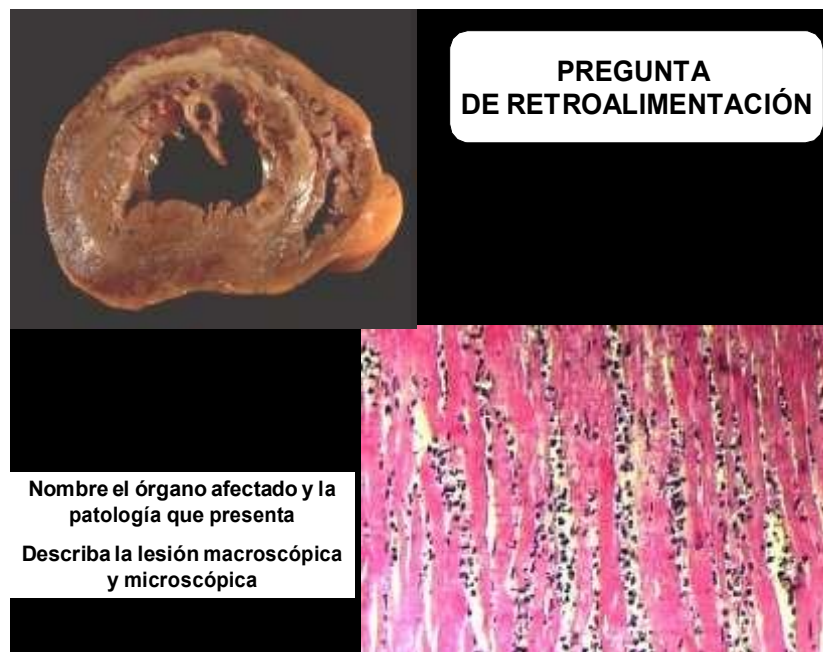 PREGUNTA
DE RETROALIMENTACIÓN
Nombre el órgano afectado y la
patología que presenta
Describa la lesión macroscópica
y microscópica